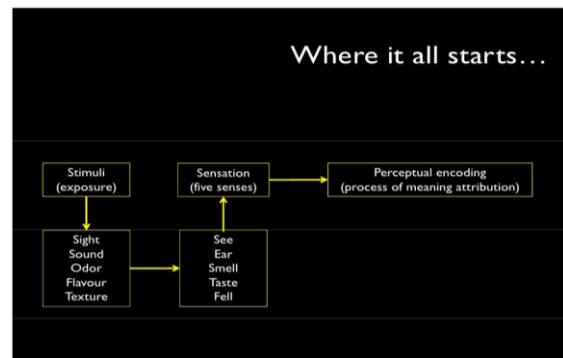 Where it all starts...
Stimuli
(exposure)
Sensation
(five senses)
Perceptual encoding
(process of meaning attribution)
Sight
Sound
Odor
Flavour
Texture
See
Ear
Smell
Taste
Fell